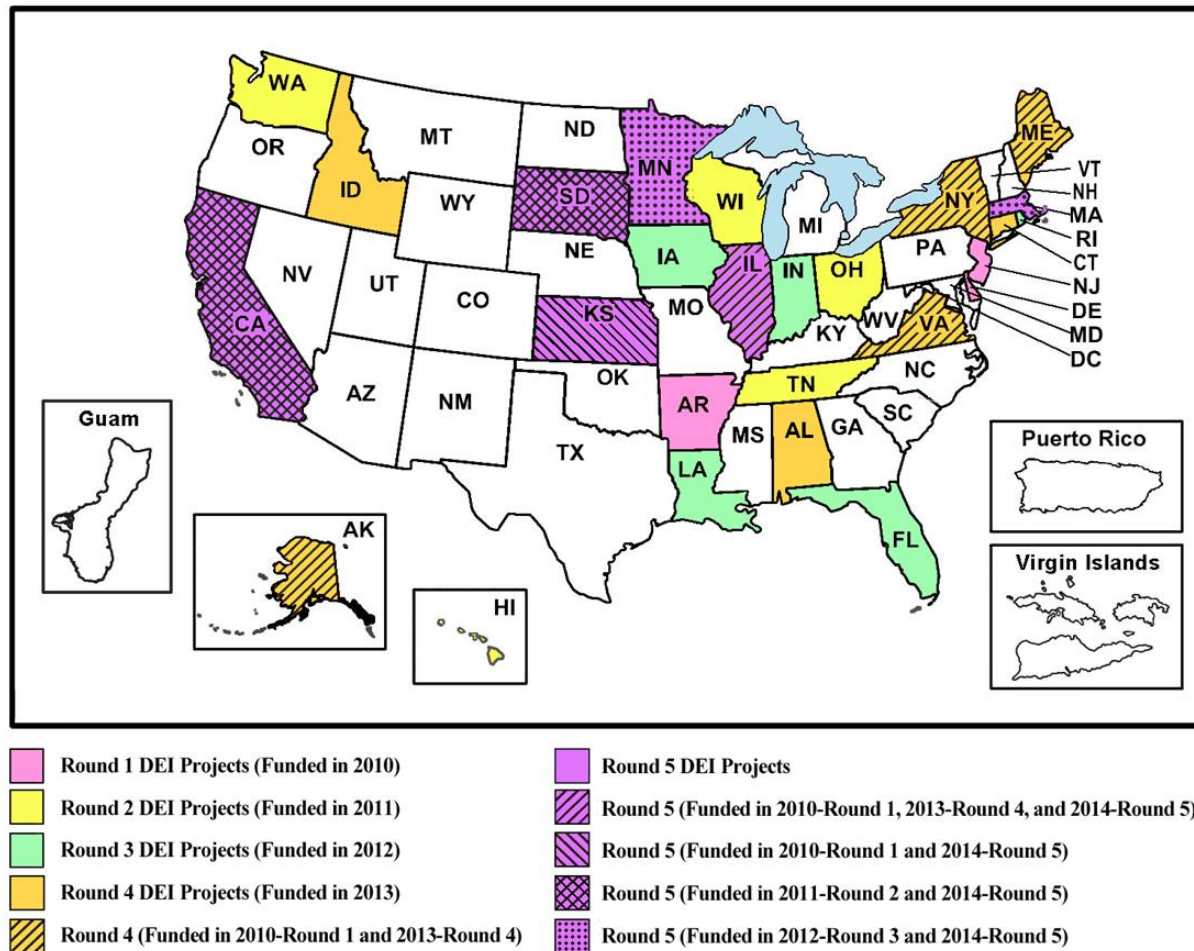 WA
OR
ID
MT
ND
MN
SD
WY
NE
IA
WI
MI
IL
IN
OH
PA
NY
ME
VT
NH
MA
RI
CT
NJ
DE
MD
DC
CA
NV
UT
CO
KS
MO
KY
WV
VA
AZ
NM
OK
AR
TN
NC
SC
TX
LA
MS
AL
GA
FL
Guam
AK
HI
Puerto Rico
Virgin Islands
Round 1 DEI Projects (Funded in 2010)
Round 2 DEI Projects (Funded in 2011)
Round 3 DEI Projects (Funded in 2012)
Round 4 DEI Projects (Funded in 2013)
Round 4 (Funded in 2010-Round 1 and 2013-Round 4)
Round 5 DEI Projects
Round 5 (Funded in 2010-Round 1, 2013-Round 4, and 2014-Round 5)
Round 5 (Funded in 2010-Round 1 and 2014-Round 5)
Round 5 (Funded in 2011-Round 2 and 2014-Round 5)
Round 5 (Funded in 2012-Round 3 and 2014-Round 5)